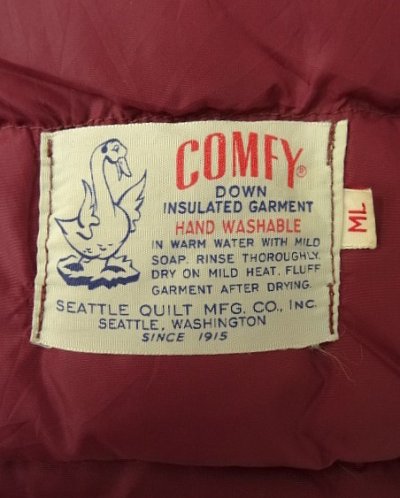 COMFY®
DOWN
INSULATED GARMENT
HAND WASHABLE
IN WARM WATER WITH MILD
SOAP. RINSE THOROUGHLY.
DRY ON MILD HEAT. FLUFF
GARMENT AFTER DRYING.
SEATTLE QUILT MFG. CO., INC.
SEATTLE, WASHINGTON
SINCE 1915
ML